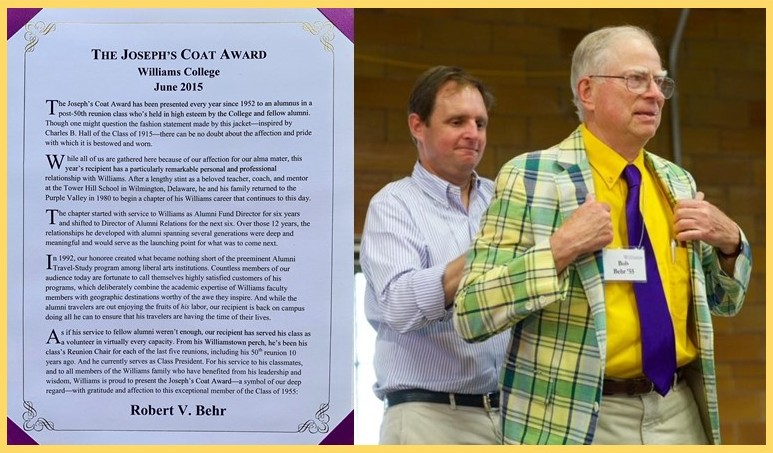 THE JOSEPH'S COAT AWARD
Williams College
June 2015
The Joseph's Coat Award has been presented every year since 1952 to an alumnus in a
post-50th reunion class who's held in high esteem by the College and fellow alumni.
Though one might question the fashion statement made by this jacket—inspired by
Charles B. Hall of the Class of 1915—there can be no doubt about the affection and pride
with which it is bestowed and worn.
While all of us are gathered here because of our affection for our alma mater, this
year's recipient has a particularly remarkable personal and professional
relationship with Williams. After a lengthy stint as a beloved teacher, coach, and mentor
at the Tower Hill School in Wilmington, Delaware, he and his family returned to the
Purple Valley in 1980 to begin a chapter of his Williams career that continues to this day.
The chapter started with service to Williams as Alumni Fund Director for six years
and shifted to Director of Alumni Relations for the next six. Over those 12 years, the
relationships he developed with alumni spanning several generations were deep and
meaningful and would serve as the launching point for what was to come next.
In 1992, our honoree created what became nothing short of the preeminent Alumni
Travel-Study program among liberal arts institutions. Countless members of our
audience today are fortunate to call themselves highly satisfied customers of his
programs, which deliberately combine the academic expertise of Williams faculty
members with geographic destinations worthy of the awe they inspire. And while the
alumni travelers are out enjoying the fruits of his labor, our recipient is back on campus
doing all he can to ensure that his travelers are having the time of their lives.
As if his service to fellow alumni weren't enough, our recipient has served his class as
a volunteer in virtually every capacity. From his Williamstown perch, he's been his
class's Reunion Chair for each of the last five reunions, including his 50th reunion 10
years ago. And he currently serves as Class President. For his service to his classmates,
and to all members of the Williams family who have benefited from his leadership and
wisdom, Williams is proud to present the Joseph's Coat Award—a symbol of our deep
regard—with gratitude and affection to this exceptional member of the Class of 1955:
Robert V. Behr
Williams
Bob
Behr '55